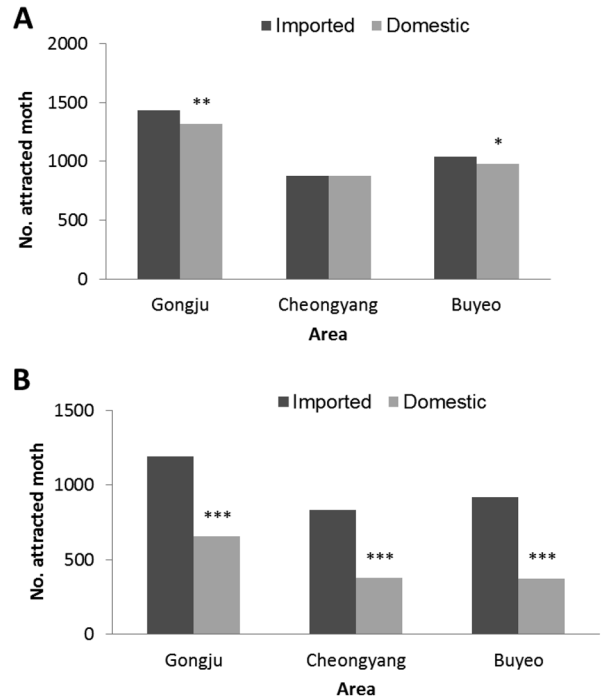 A
Imported Domestic
2000
1500
1000
500
0
**
*
No. attracted moth
Gongju Cheongyang Buyeo
Area
B
Imported Domestic
1500
1000
500
0
***
***
***
No. attracted moth
Gongju Cheongyang Buyeo
Area